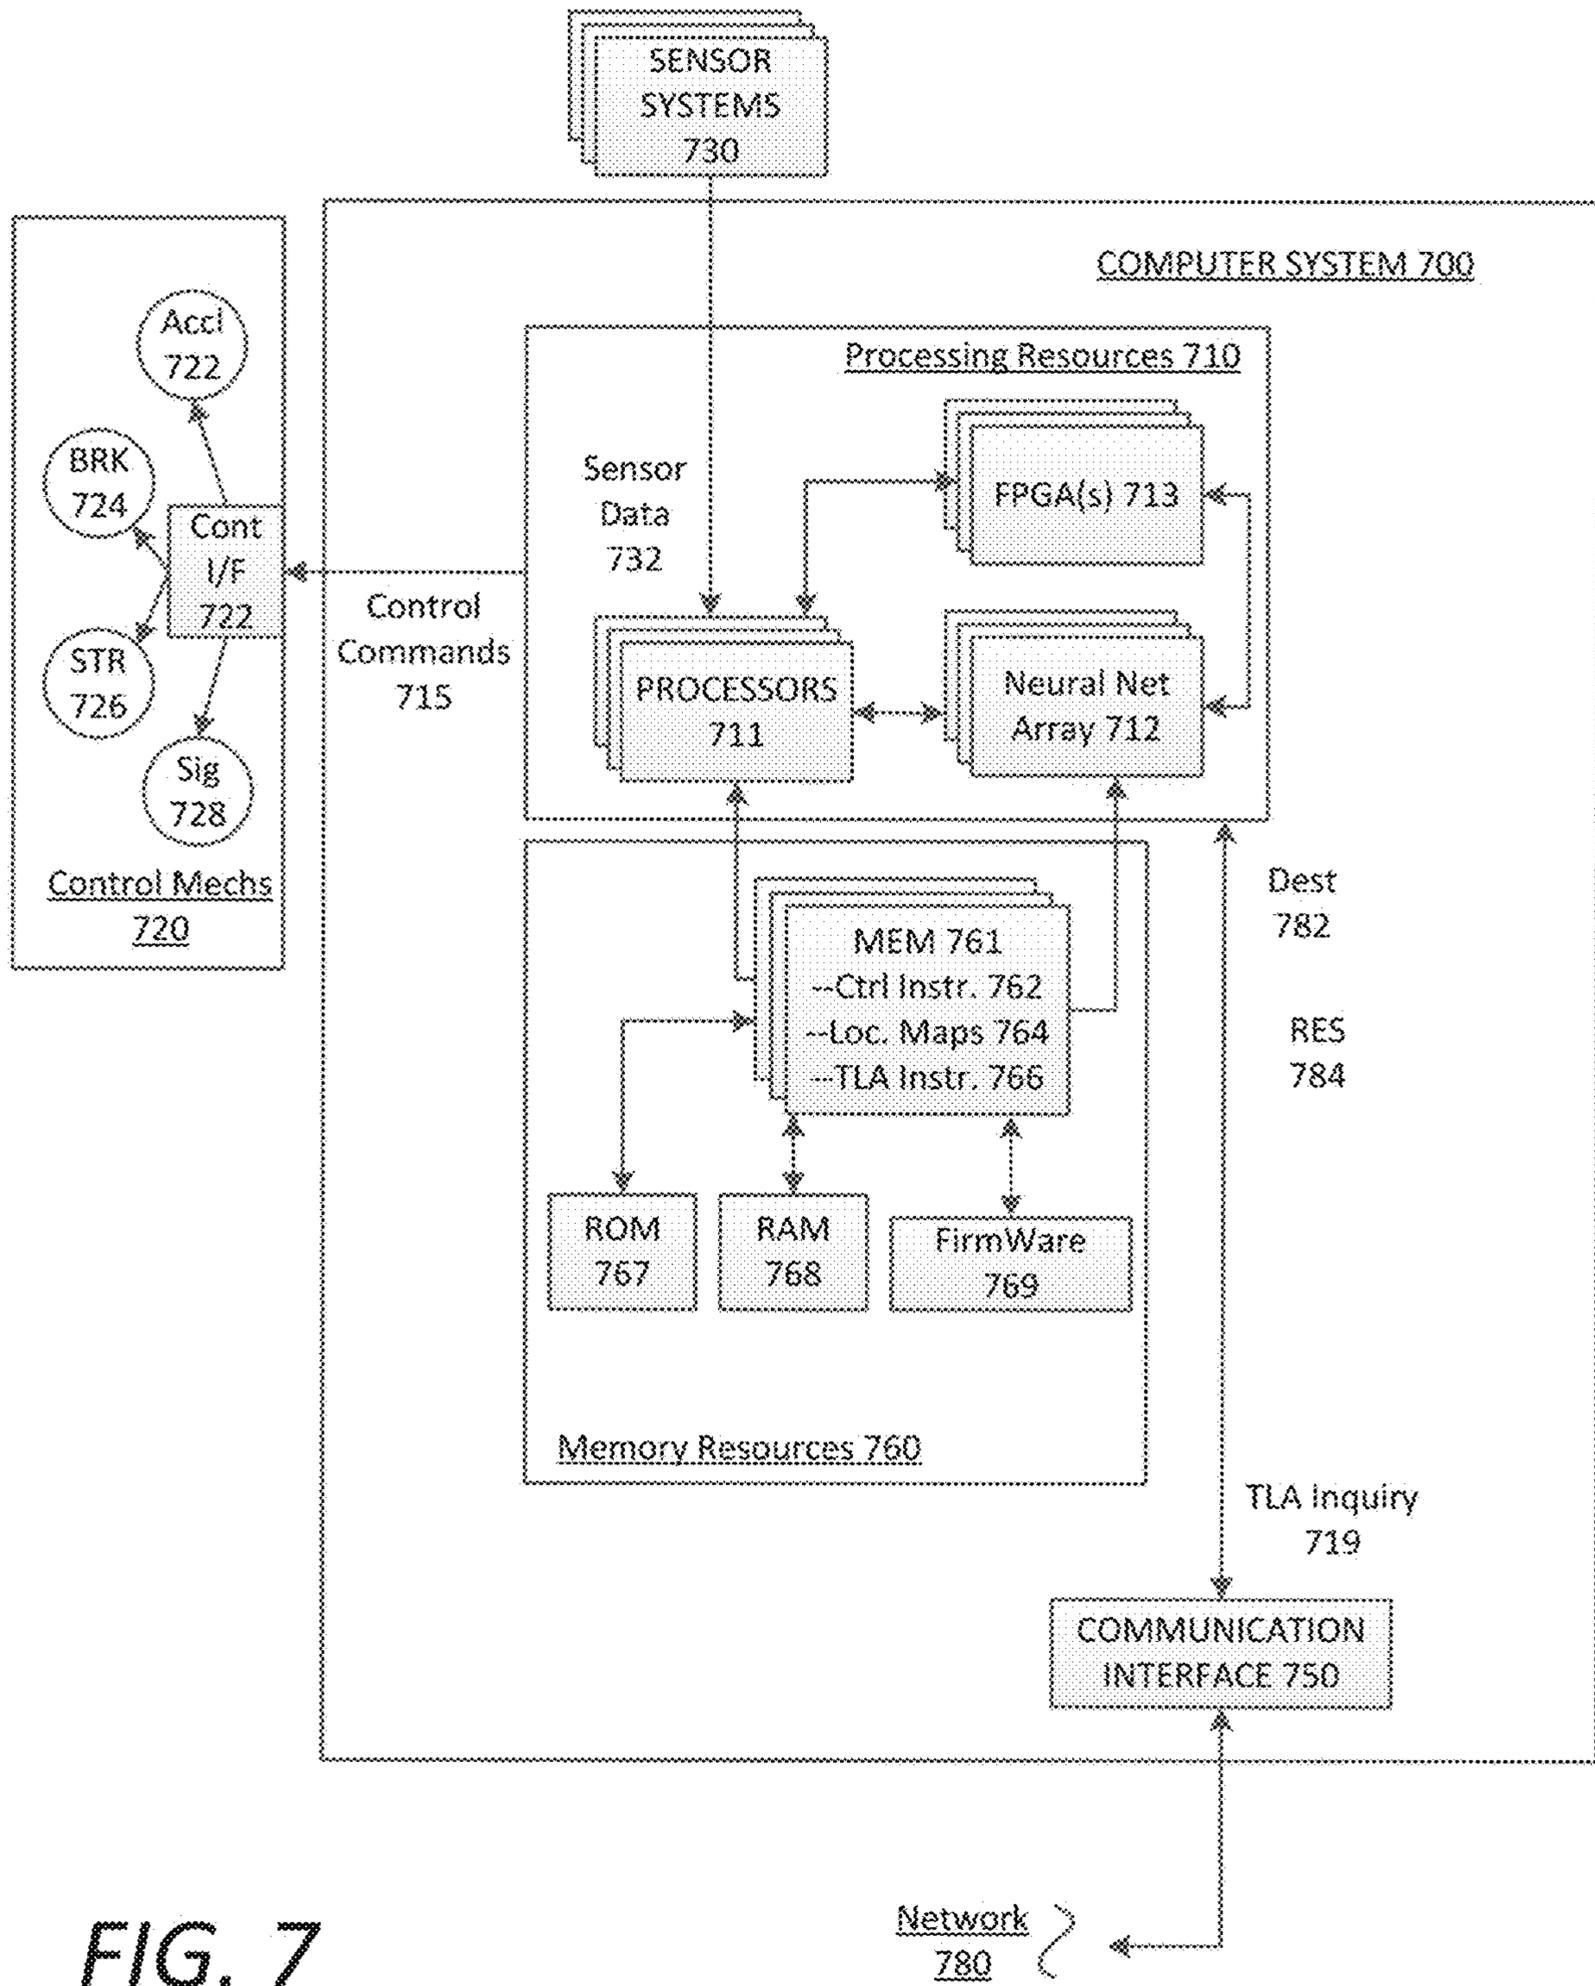 SENSOR
SYSTEMS
730
COMPUTER SYSTEM 700
Accl
722
BRK
724
Cont
I/F
722
STR
726
Sig
728
Control Mechs
720
Control
Commands
715
Processing Resources 710
Sensor
Data
732
FPGA(s) 713
PROCESSORS
711
Neural Net
Array 712
MEM 761
--Ctrl Instr. 762
--Loc. Maps 764
--TLA Instr. 766
Dest
782
RES
784
ROM
767
RAM
768
FirmWare
769
Memory Resources 760
TLA Inquiry
719
COMMUNICATION
INTERFACE 750
Network
780
FIG. 7